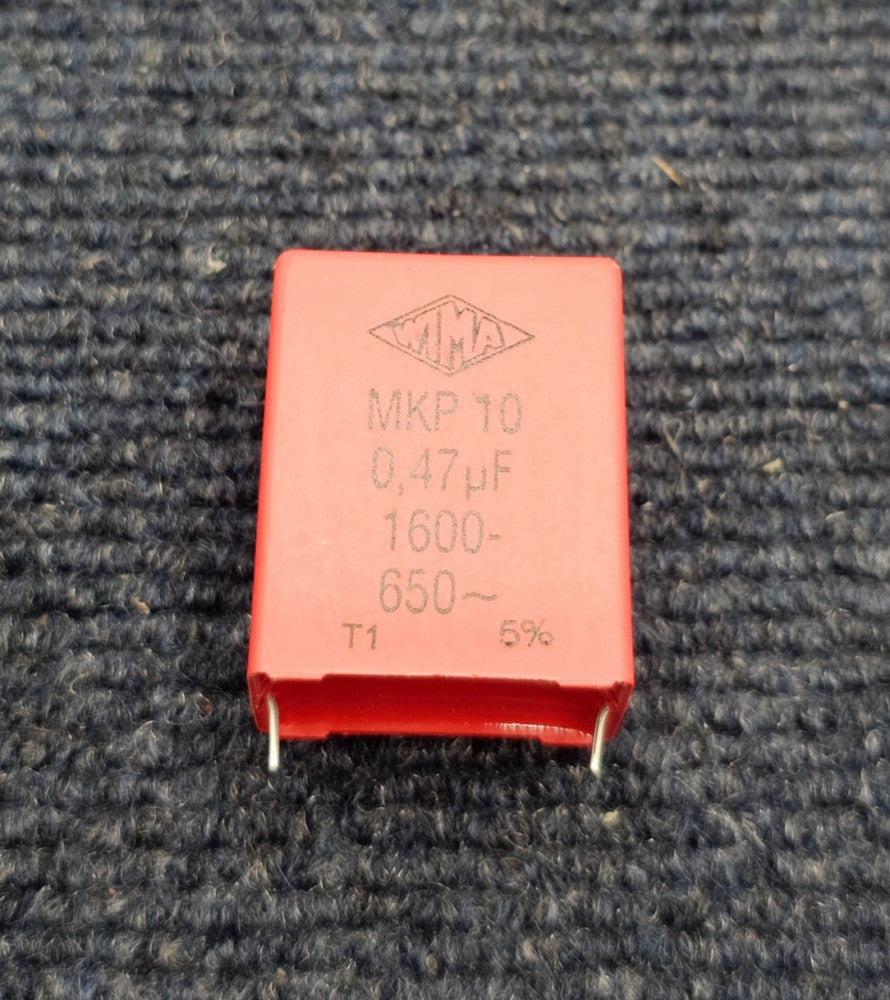 WIMA
MKP 10
0,47µF
1600-
650~
T1 5%